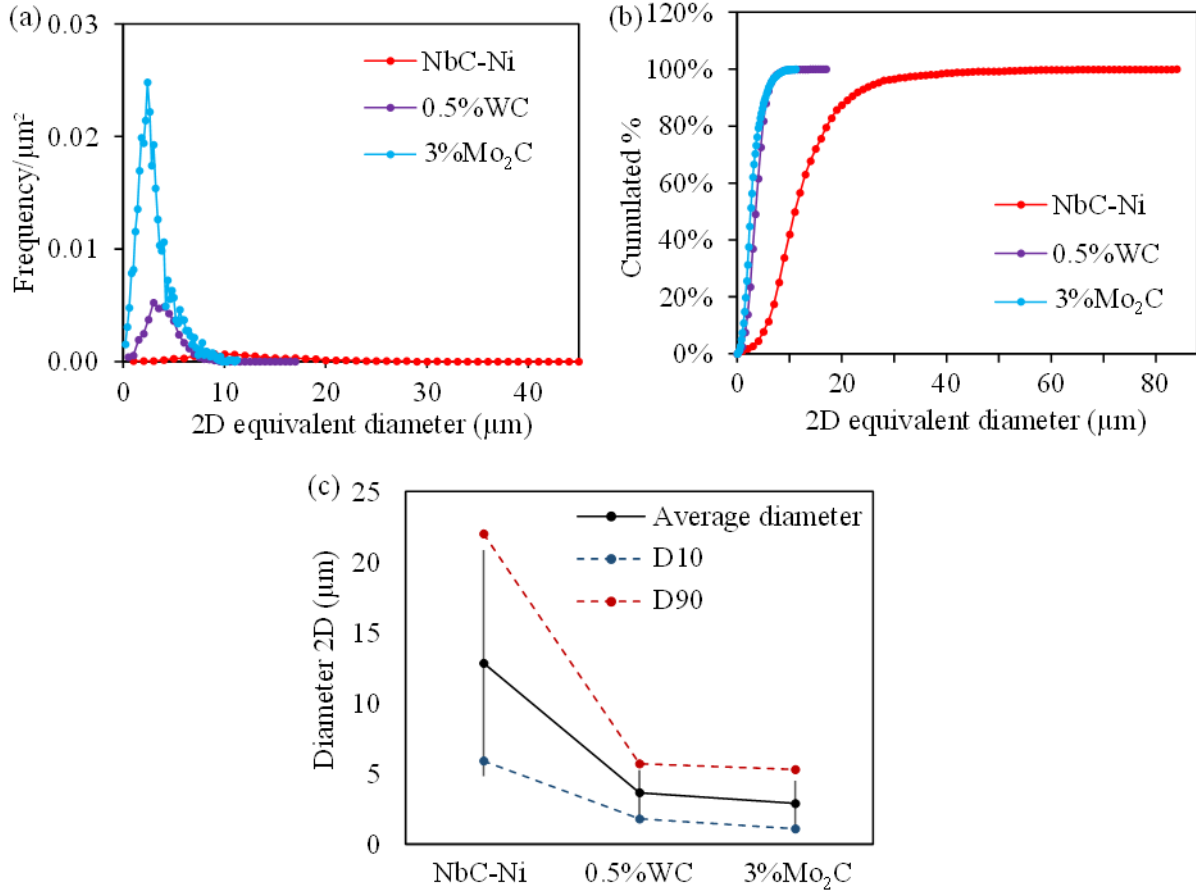 (a)
0.03
0.02
0.01
0.00
Frequency/µm²
0
10
20
30
40
2D equivalent diameter (µm)
NbC-Ni
0.5%WC
3%Mo₂C
(b)
120%
100%
80%
60%
40%
20%
0%
Cumulated %
0
20
40
60
80
2D equivalent diameter (µm)
NbC-Ni
0.5%WC
3%Mo₂C
(c)
25
20
15
10
5
0
Diameter 2D (µm)
Average diameter
D10
D90
NbC-Ni
0.5%WC
3%Mo₂C